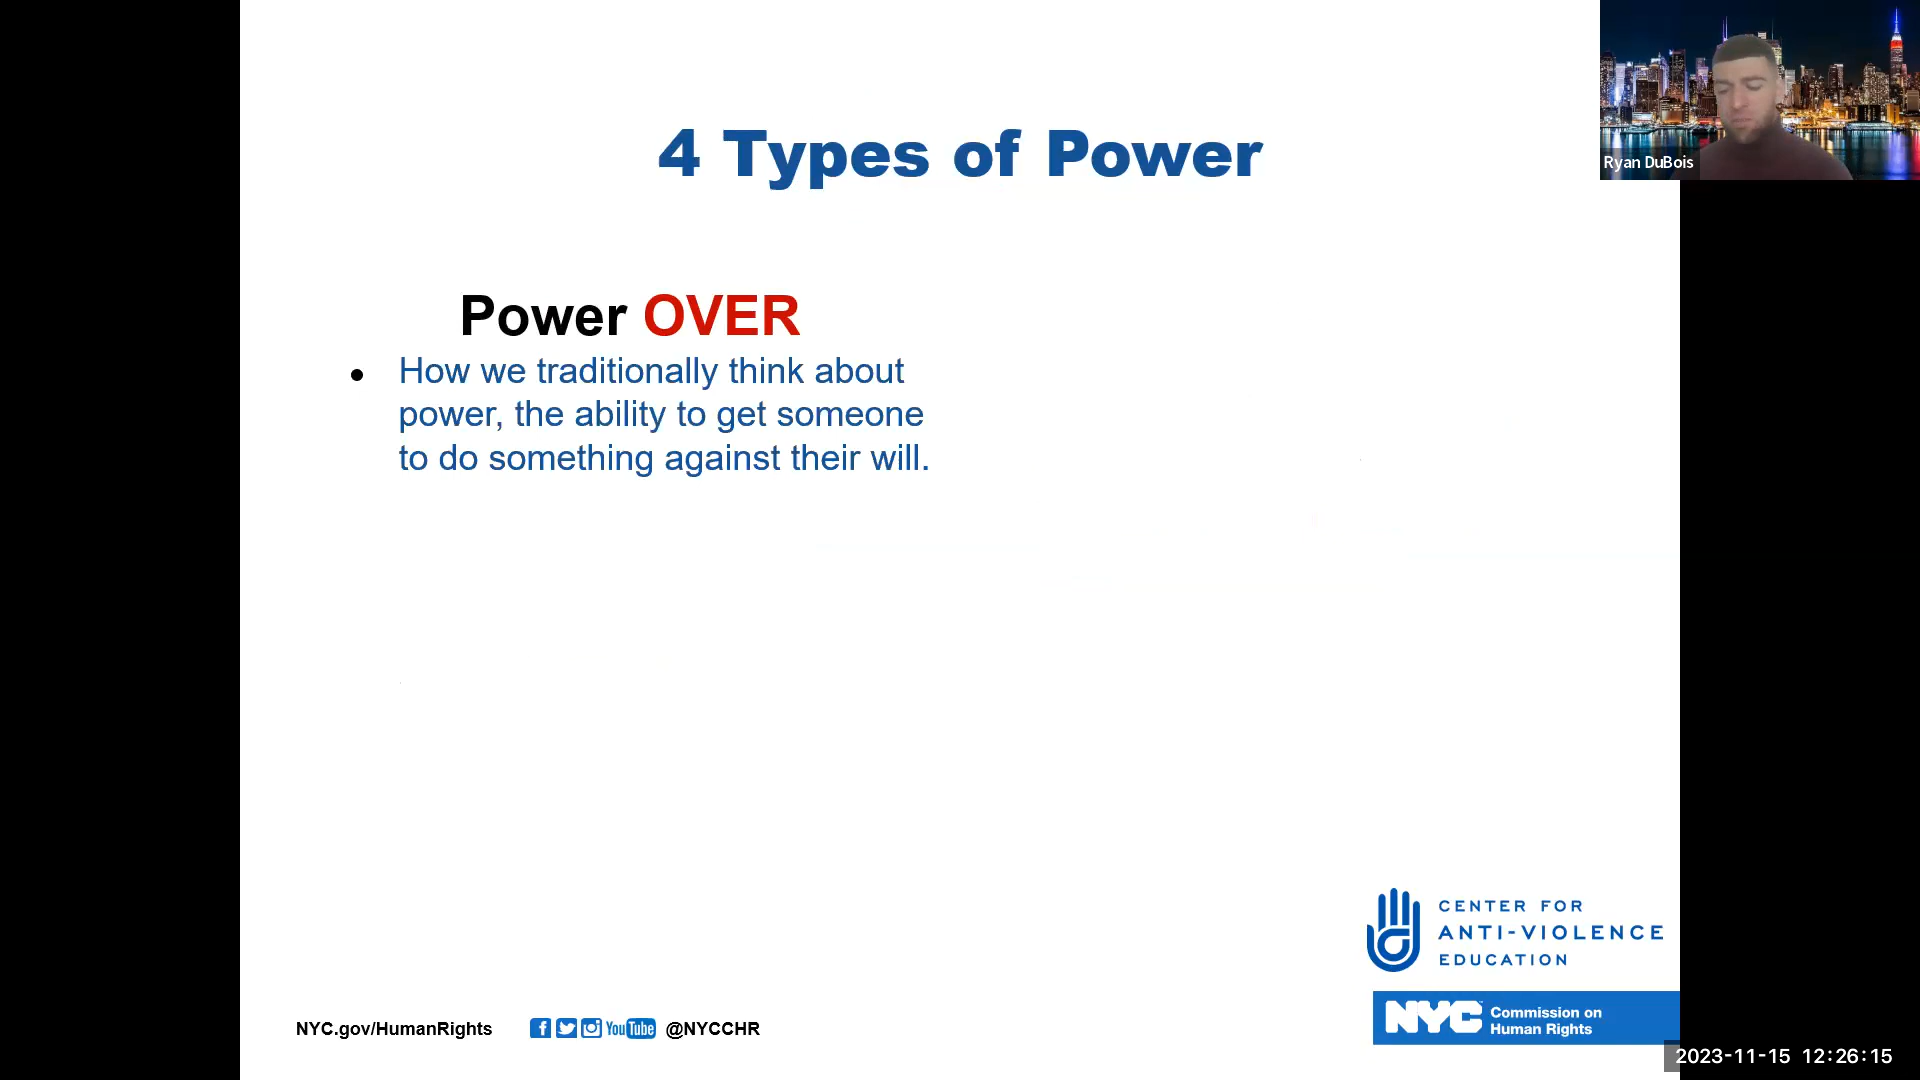 4 Types of Power
Ryan DuBois
Power OVER
● How we traditionally think about
power, the ability to get someone
to do something against their will.
CENTER FOR
ANTI-VIOLENCE
EDUCATION
NYC.gov/HumanRights
YouTube
@NYCCHR
NYC
Commission on
Human Rights
2023-11-15 12:26:15